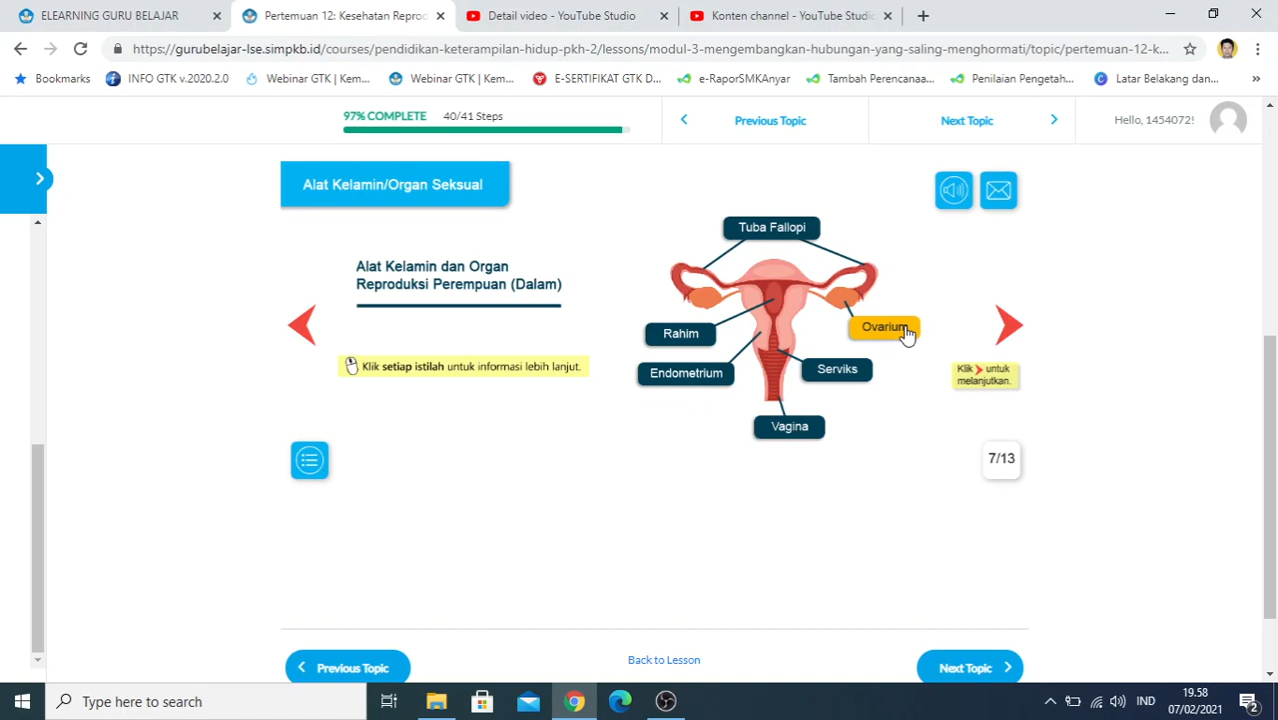 ELEARNING GURU BELAJAR
Pertemuan 12: Kesehatan Reprod
Detail video - YouTube Studio
Konten channel - YouTube Studio
https://gurubelajar-lse.simpkb.id/courses/pendidikan-keterampilan-hidup-pkh-2/lessons/modul-3-mengembangkan-hubungan-yang-saling-menghormati/topic/pertemuan-12-k...
Bookmarks
INFO GTK v.2020.2.0
Webinar GTK | Kem...
Webinar GTK | Kem...
E-SERTIFIKAT GTK D...
e-RaporSMKAnyar
Tambah Perencanaa...
Penilaian Pengetah...
Latar Belakang dan...
97% COMPLETE 40/41 Steps
Previous Topic
Next Topic
Hello, 1454072!
Alat Kelamin/Organ Seksual
Alat Kelamin dan Organ
Reproduksi Perempuan (Dalam)
Klik setiap istilah untuk informasi lebih lanjut.
Tuba Fallopi
Ovarium
Rahim
Endometrium
Serviks
Vagina
Klik untuk
melanjutkan.
7/13
Previous Topic
Back to Lesson
Next Topic
Type here to search
IND
19.58
07/02/2021
2